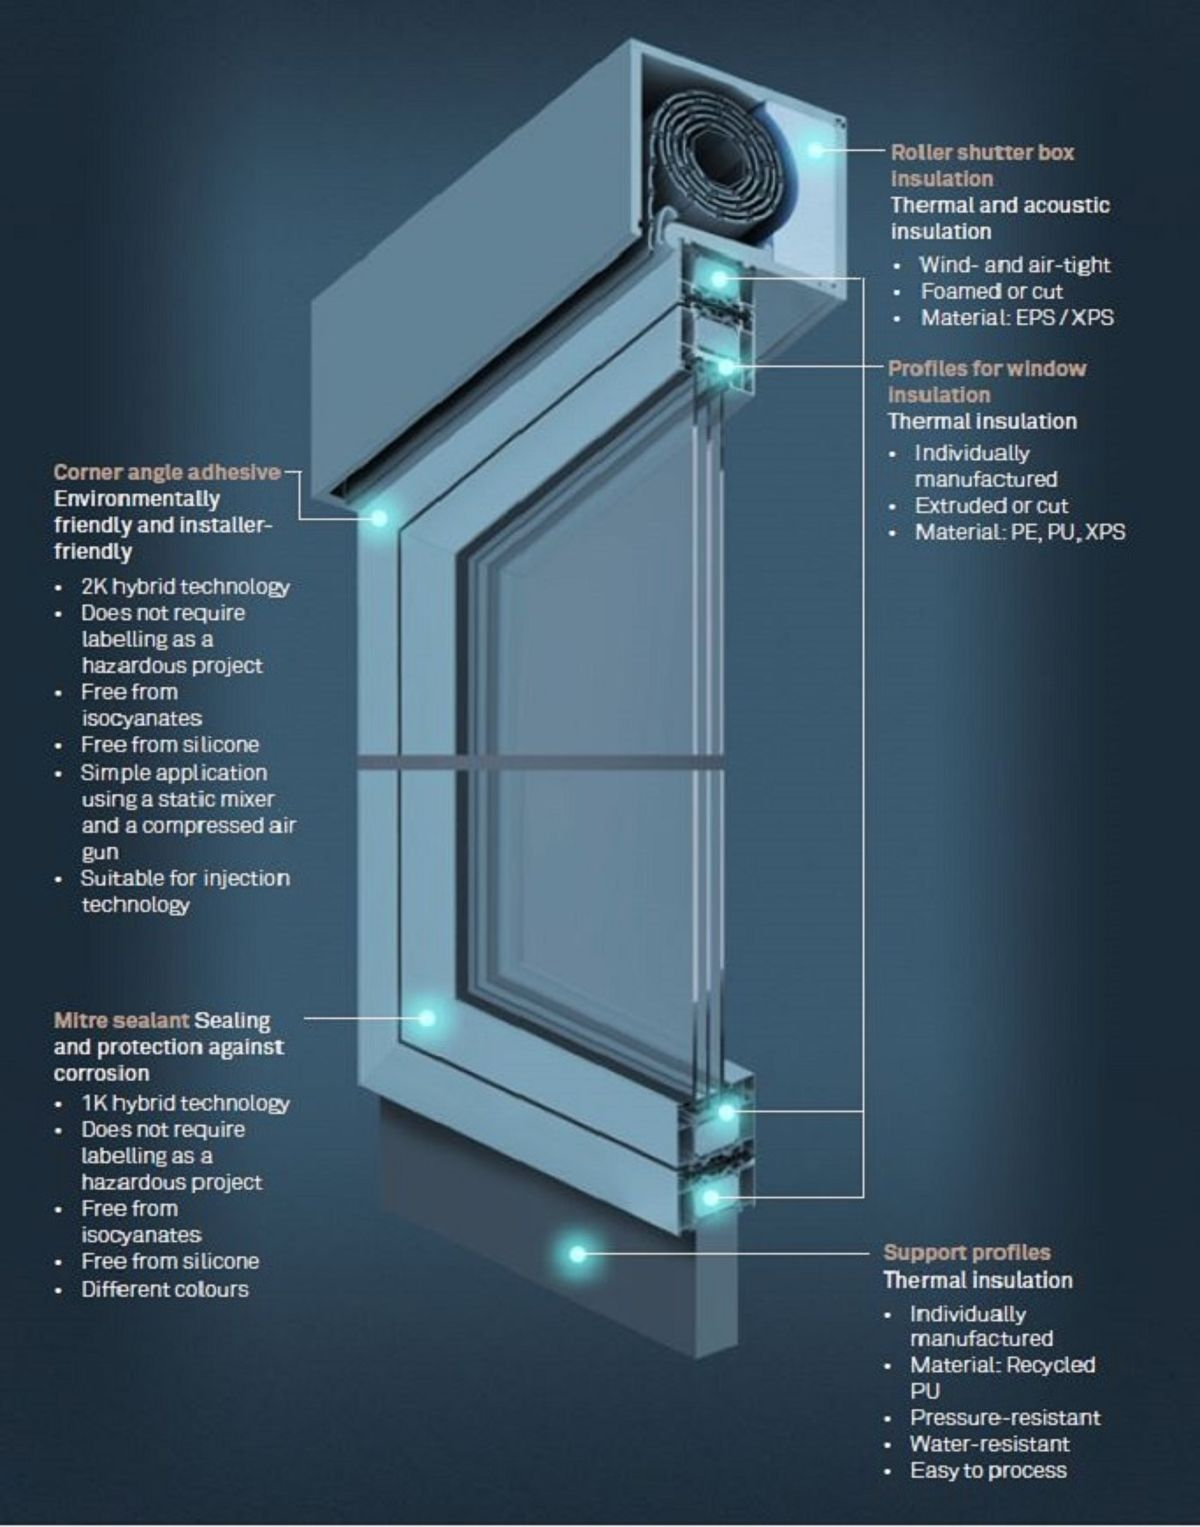 Roller shutter box
insulation
Thermal and acoustic
insulation
• Wind- and air-tight
• Foamed or cut
• Material: EPS / XPS
Profiles for window
insulation
Thermal insulation
• Individually
manufactured
• Extruded or cut
• Material: PE, PU, XPS
Corner angle adhesive
Environmentally
friendly and installer-
friendly
• 2K hybrid technology
• Does not require
labelling as a
hazardous project
• Free from
isocyanates
• Free from silicone
• Simple application
using a static mixer
and a compressed air
gun
• Suitable for injection
technology
Mitre sealant Sealing
and protection against
corrosion
• 1K hybrid technology
• Does not require
labelling as a
hazardous project
• Free from
isocyanates
• Free from silicone
• Different colours
Support profiles
Thermal insulation
• Individually
manufactured
• Material: Recycled
PU
• Pressure-resistant
• Water-resistant
• Easy to process